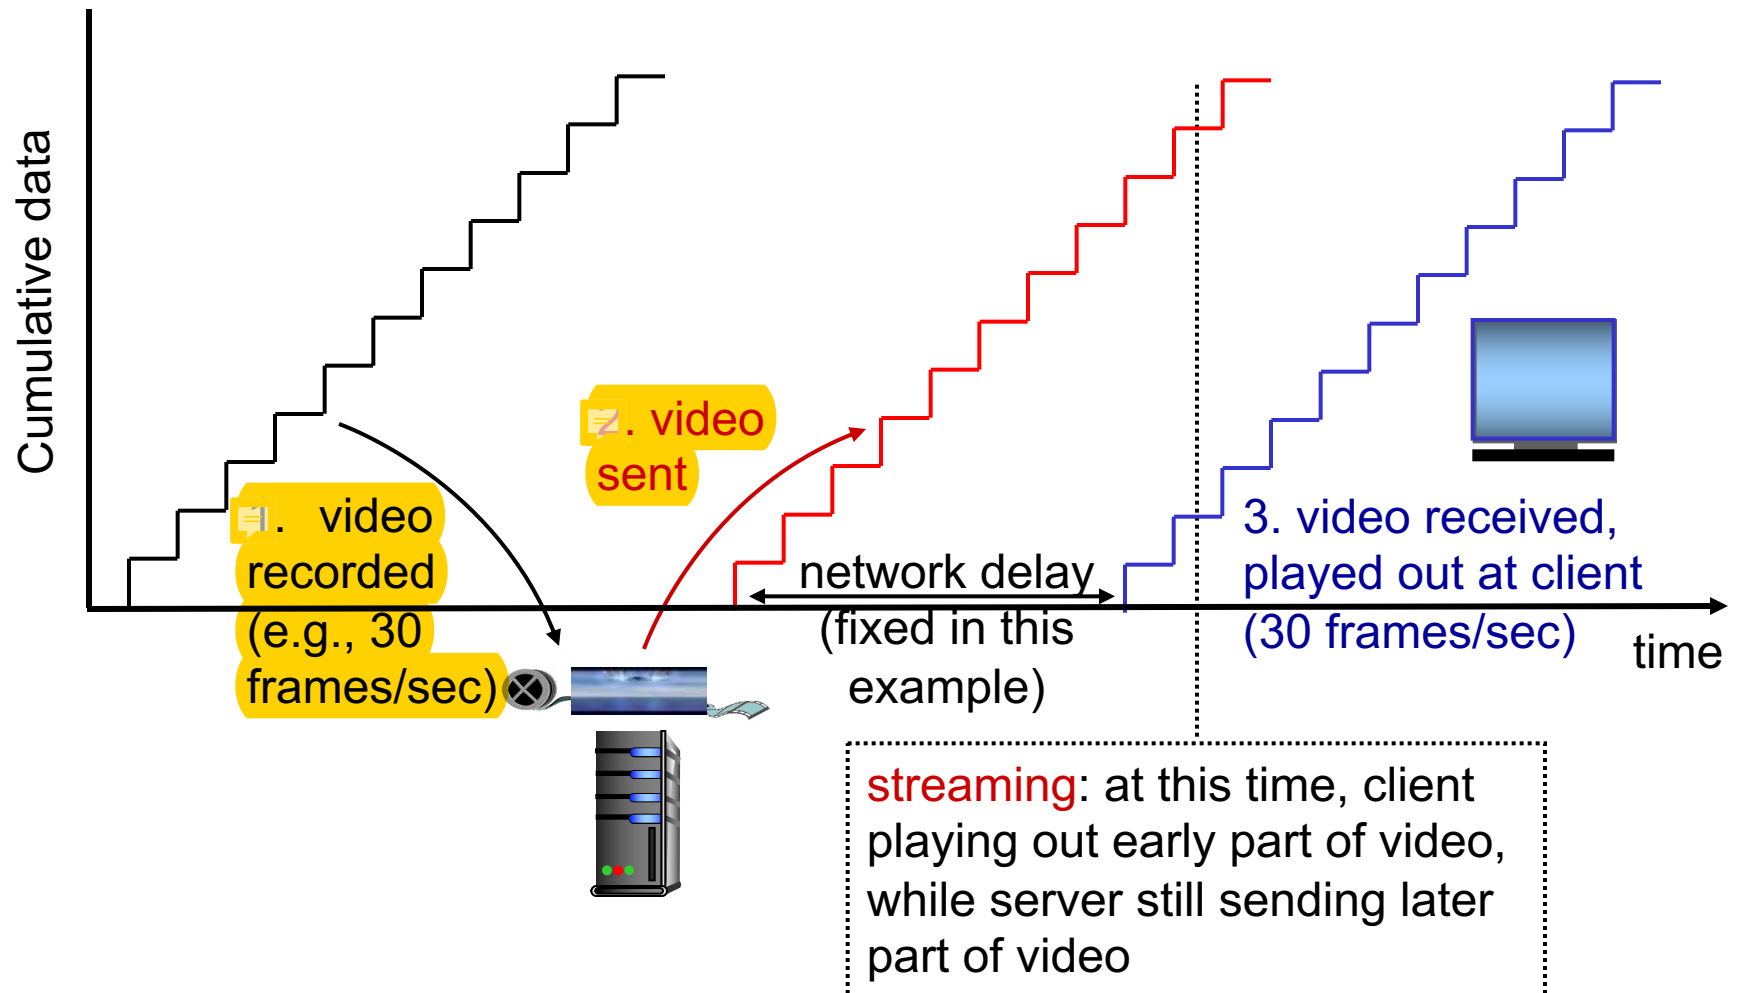 Cumulative data
1. video
recorded
(e.g., 30
frames/sec)
2. video
sent
network delay
(fixed in this
example)
3. video received,
played out at client
(30 frames/sec)
time
streaming: at this time, client
playing out early part of video,
while server still sending later
part of video